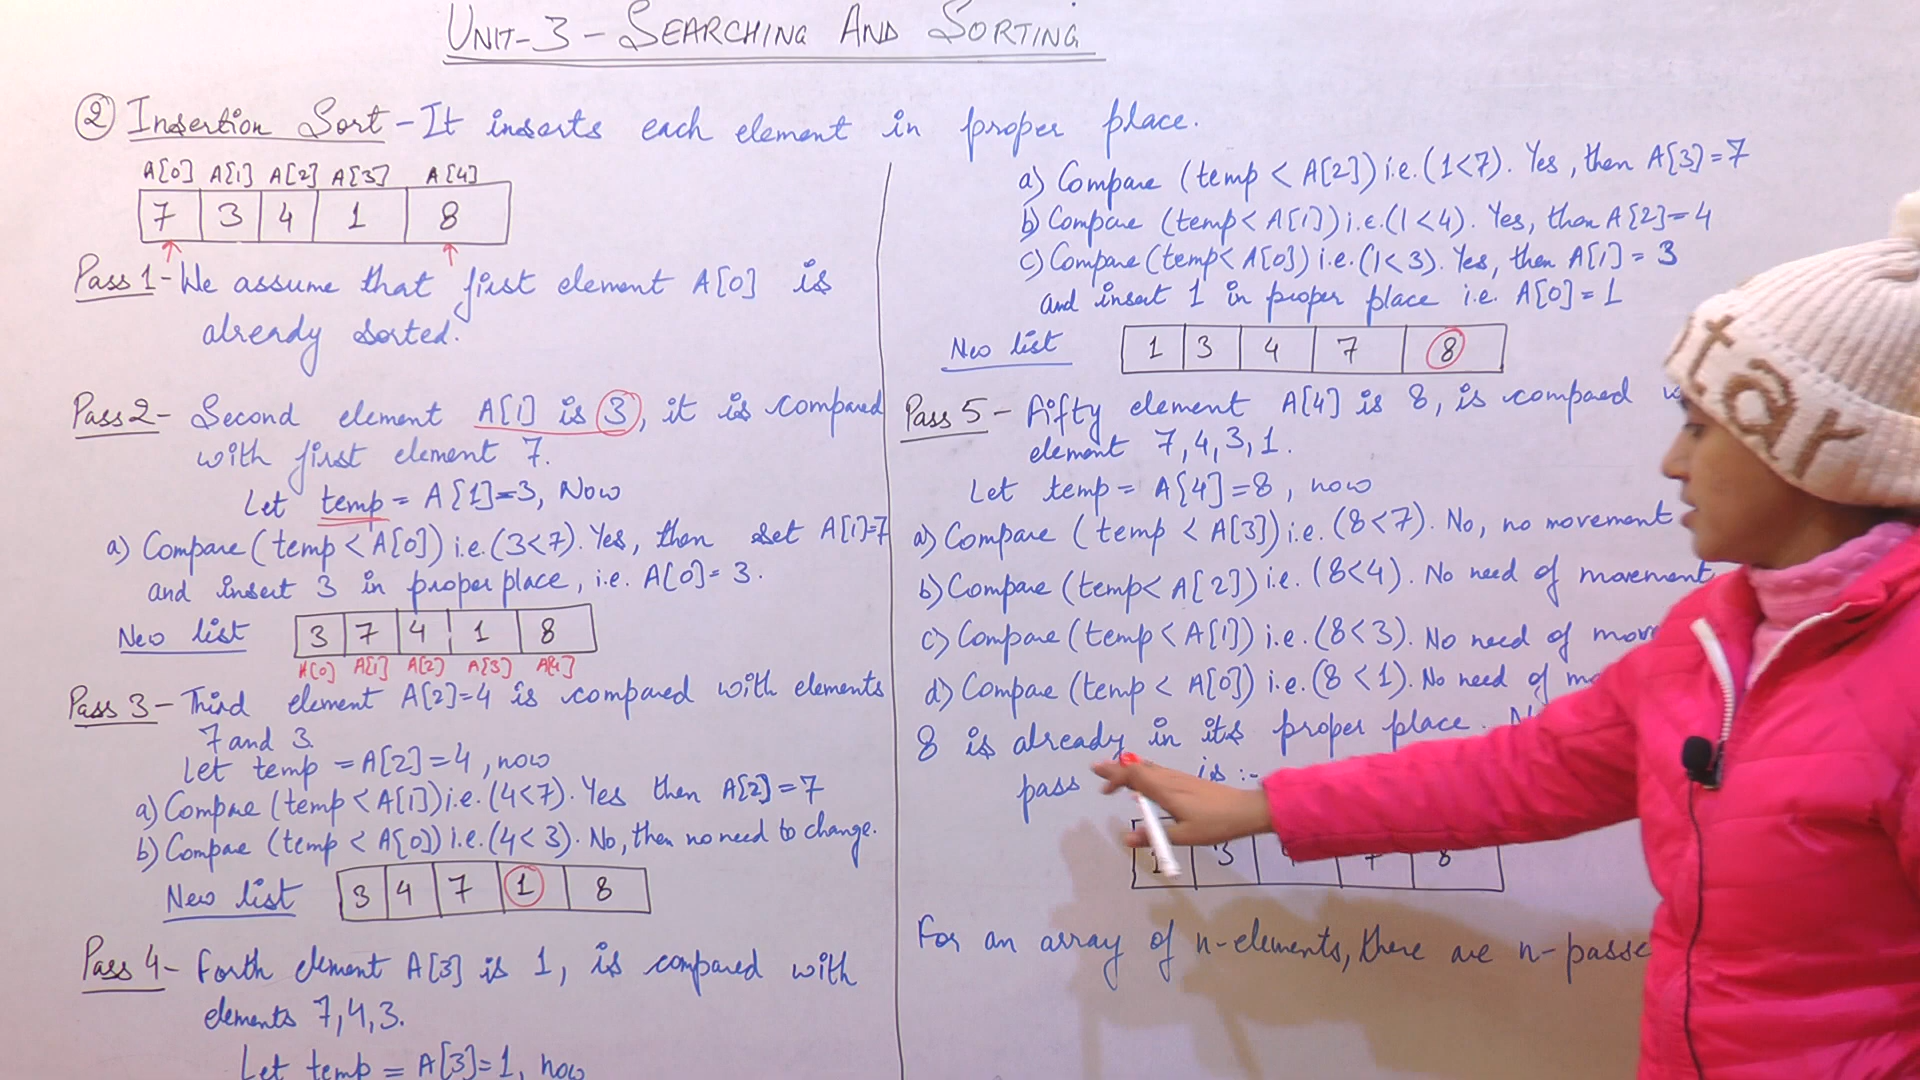 UNIT-3 - SEARCHING AND SORTING
② Insertion Sort - It inserts each element in proper place.
A[0] A[1] A[2] A[3] A[4]
7 3 4 1 8
Pass 1 - We assume that first element A[0] is
already sorted.
Pass 2 - Second element A[1] is 3, it is compared
with first element 7.
Let temp = A[1]=3, Now
a) Compare (temp < A[0]) i.e. (3<7). Yes, then set A[1]=7
and insert 3 in proper place, i.e. A[0]= 3.
New list 3 7 4 1 8
A[0] A[1] A[2] A[3] A[4]
Pass 3 - Third element A[2]=4 is compared with elements
7 and 3.
Let temp = A[2]=4, now
a) Compare (temp < A[1]) i.e. (4<7). Yes then A[2]=7
b) Compare (temp < A[0]) i.e. (4<3). No, then no need to change.
New list 3 4 7 1 8
Pass 4 - Forth element A[3] is 1, is compared with
elements 7,4,3.
Let temp = A[3]=1, now
a) Compare (temp < A[2]) i.e. (1<7). Yes, then A[3]=7
b) Compare (temp < A[1]) i.e. (1<4). Yes, then A[2]=4
c) Compare (temp < A[0]) i.e. (1<3). Yes, then A[1]= 3
and insert 1 in proper place i.e. A[0]=1
New list 1 3 4 7 8
Pass 5 - Fifty element A[4] is 8, is compared
element 7,4,3,1.
Let temp = A[4]=8, now
a) Compare (temp < A[3]) i.e. (8<7). No, no movement
b) Compare (temp < A[2]) i.e. (8<4). No need of movement
c) Compare (temp < A[1]) i.e. (8<3). No need of
d) Compare (temp < A[0]) i.e. (8<1). No need of
8 is already in its proper place.
pass is :-
1 3 4 7 8
For an array of n-elements, there are n-passe
star